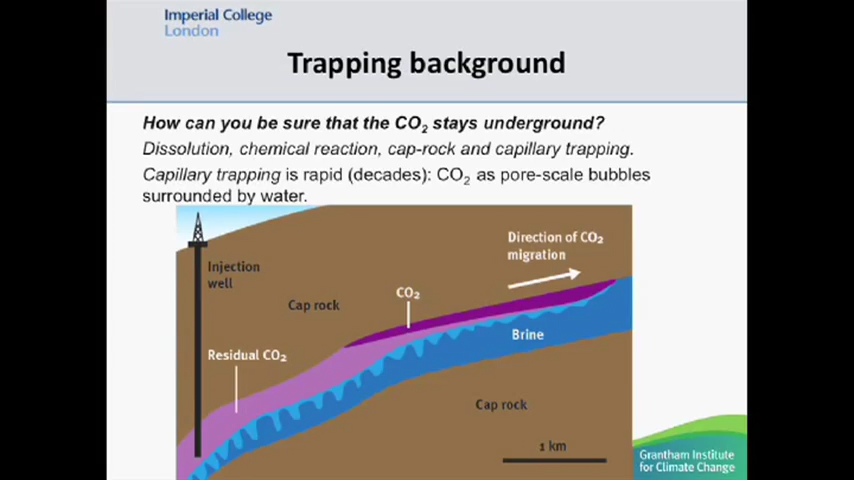 Imperial College
London
Trapping background
How can you be sure that the CO₂ stays underground?
Dissolution, chemical reaction, cap-rock and capillary trapping.
Capillary trapping is rapid (decades): CO₂ as pore-scale bubbles
surrounded by water.
Direction of CO₂
migration
Injection
well
CO₂
Cap rock
Brine
Residual CO₂
Cap rock
1 km
Grantham Institute
for Climate Change